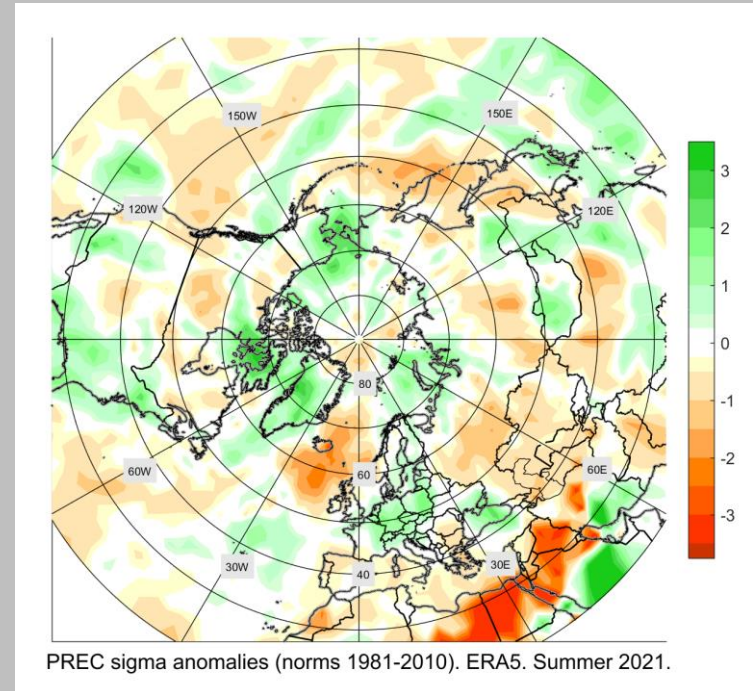 150W
150E
120W
120E
3
2
1
0
-1
-2
-3
80
60
40
60W
60E
30W
30E
PREC sigma anomalies (norms 1981-2010). ERA5. Summer 2021.